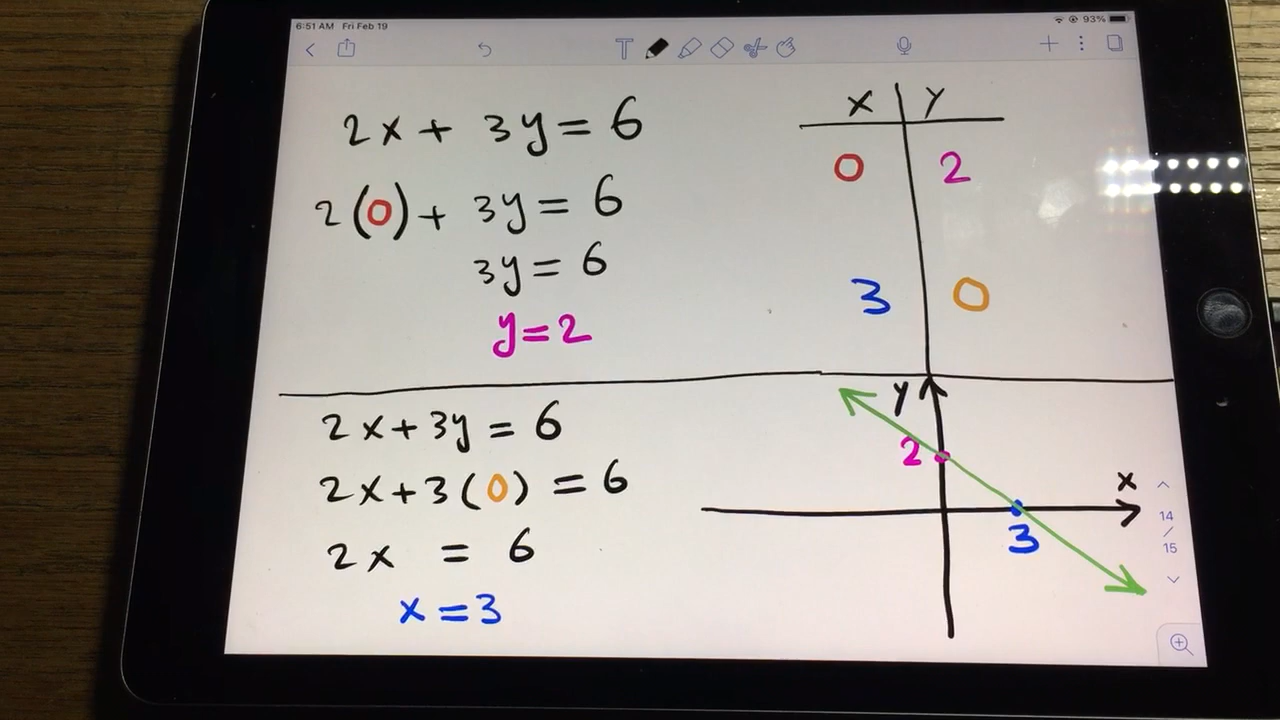 6:51 AM Fri Feb 19
93%
T
2x + 3y = 6
2(0) + 3y = 6
3y = 6
y = 2
x y
0 2
3 0
2x + 3y = 6
2x + 3(0) = 6
2x = 6
x = 3
y
2
x
3
14
/
15